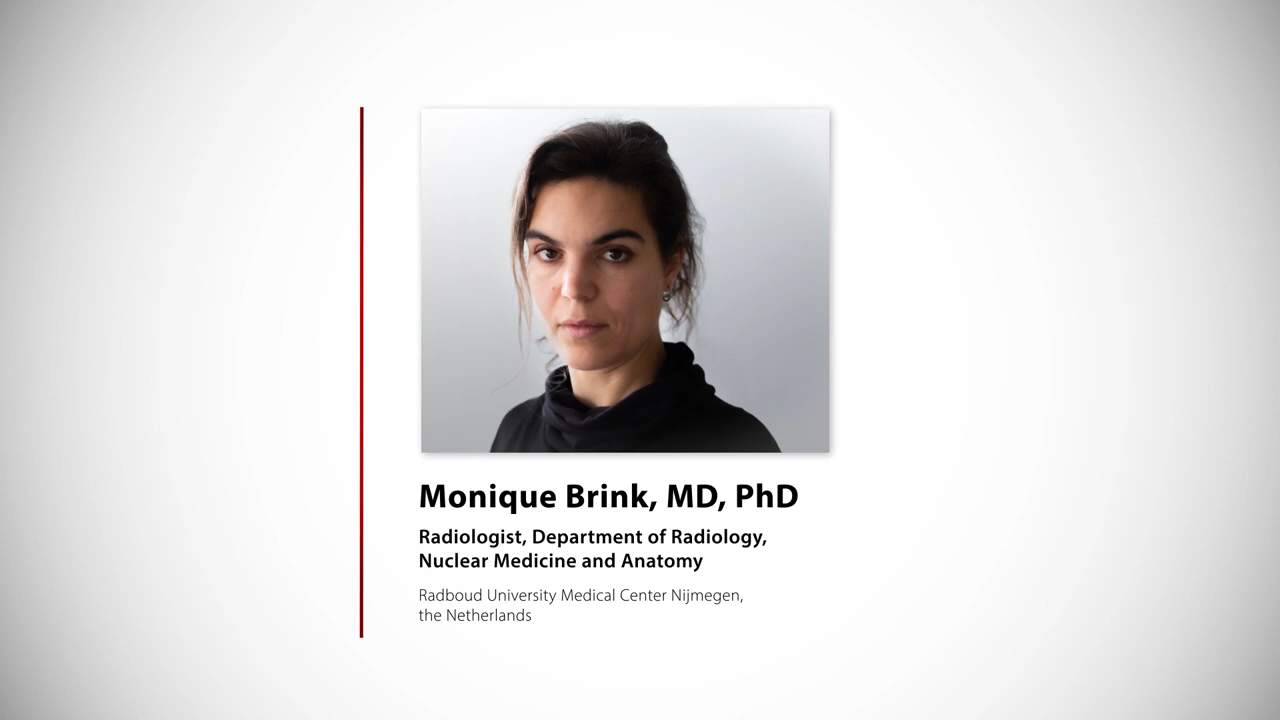 Monique Brink, MD, PhD
Radiologist, Department of Radiology,
Nuclear Medicine and Anatomy
Radboud University Medical Center Nijmegen,
the Netherlands